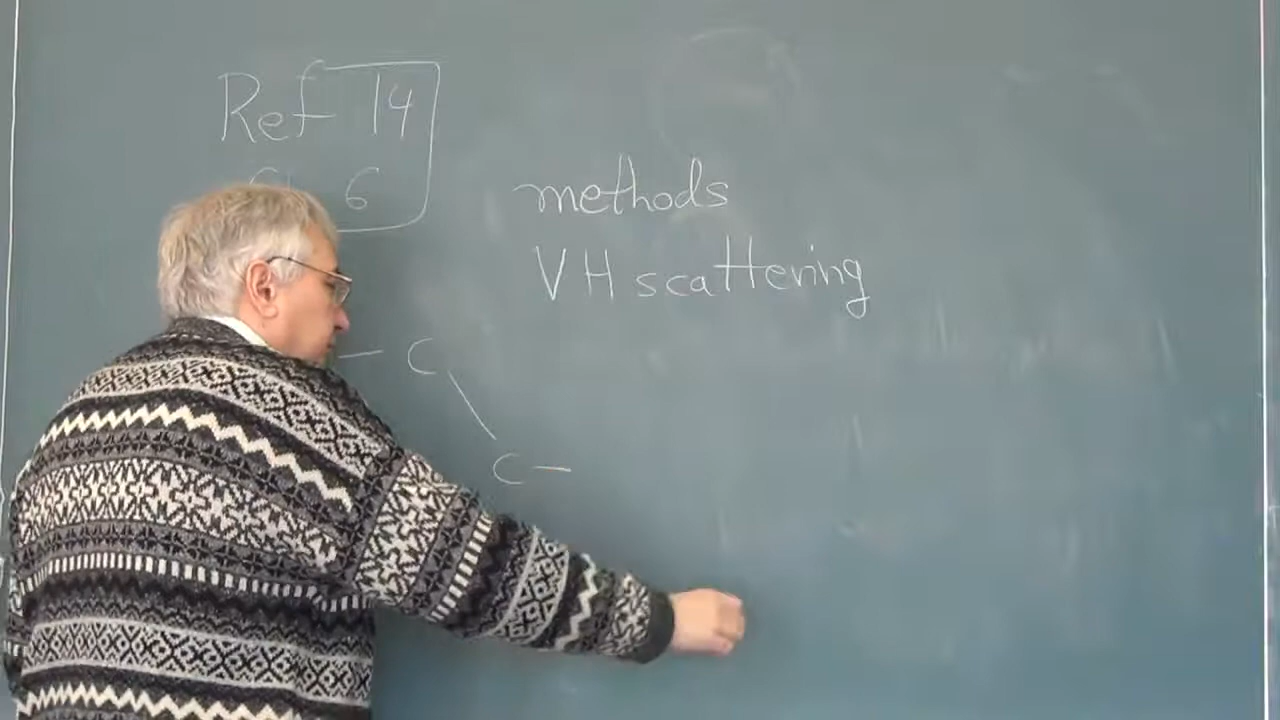 Ref 14
6
methods
VH scattering
— C
C —